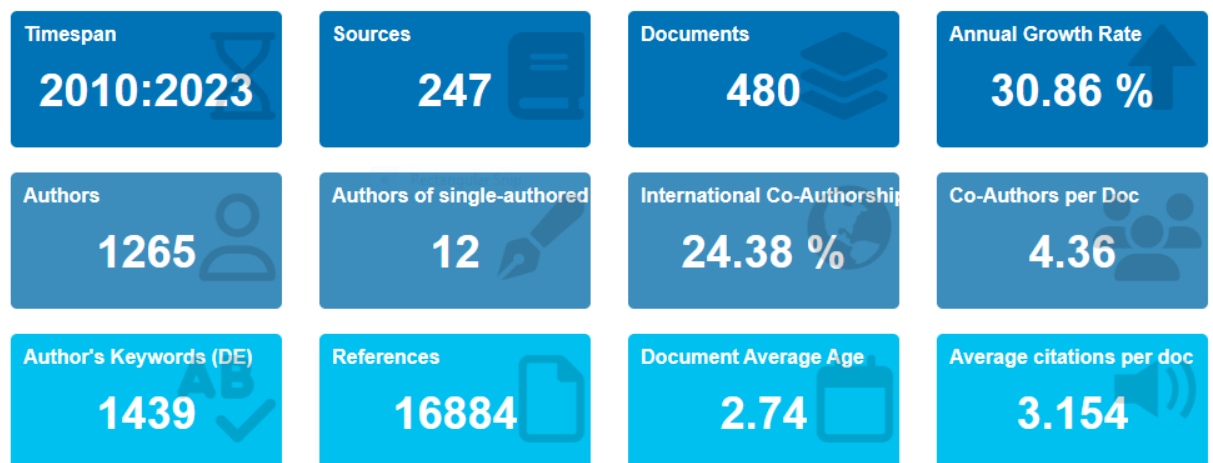 Timespan
2010:2023
Sources
247
Documents
480
Annual Growth Rate
30.86 %
Authors
1265
Authors of single-authored
12
International Co-Authorship
24.38 %
Co-Authors per Doc
4.36
Author's Keywords (DE)
1439
References
16884
Document Average Age
2.74
Average citations per doc
3.154